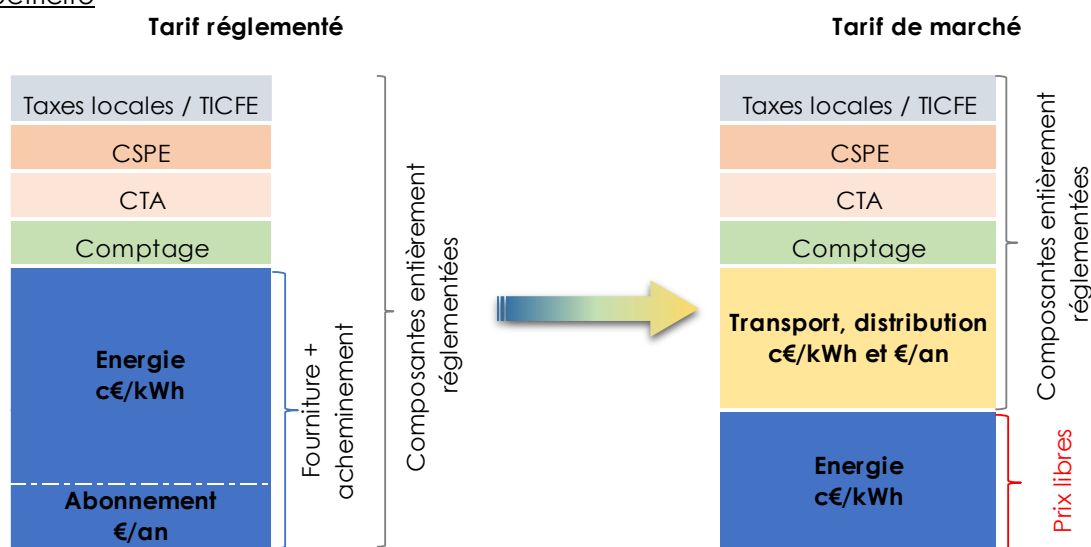 Tarif réglementé
Tarif de marché
Taxes locales / TICFE
CSPE
CTA
Comptage
Energie
c€/kWh
Abonnement
€/an
Fourniture +
acheminement
Composantes entièrement
réglementées
Taxes locales / TICFE
CSPE
CTA
Comptage
Transport, distribution
c€/kWh et €/an
Energie
c€/kWh
Composantes entièrement
réglementées
Prix libres